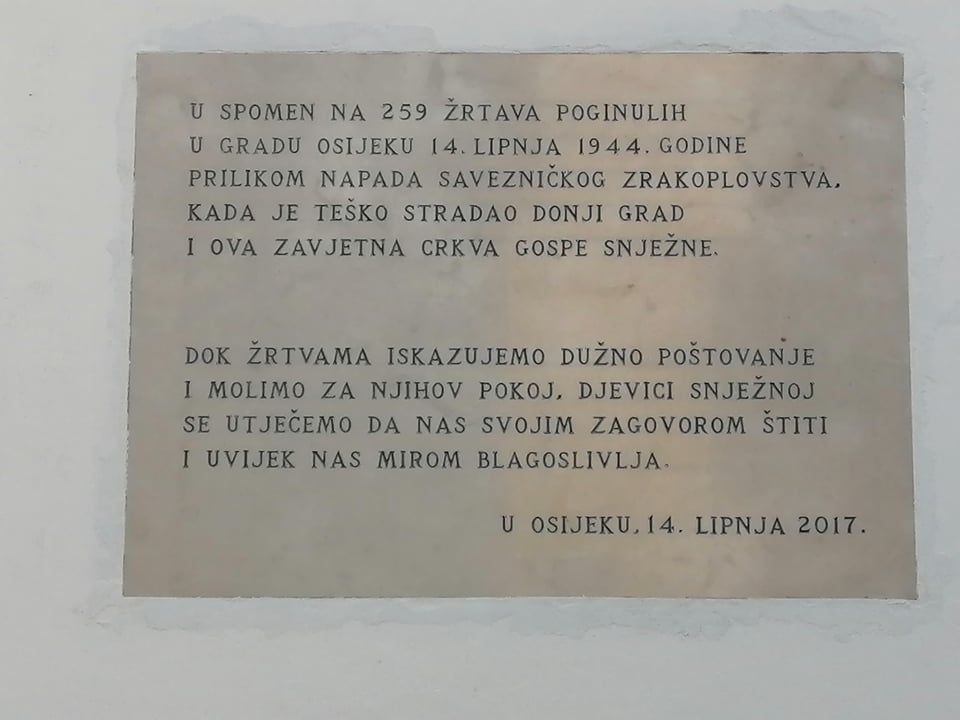 U SPOMEN NA 259 ŽRTAVA POGINULIH
U GRADU OSIJEKU 14. LIPNJA 1944. GODINE
PRILIKOM NAPADA SAVEZNIČKOG ZRAKOPLOVSTVA,
KADA JE TEŠKO STRADAO DONJI GRAD
I OVA ZAVJETNA CRKVA GOSPE SNJEŽNE.
DOK ŽRTVAMA ISKAZUJEMO DUŽNO POŠTOVANJE
I MOLIMO ZA NJIHOV POKOJ, DJEVICI SNJEŽNOJ
SE UTJEČEMO DA NAS SVOJIM ZAGOVOROM ŠTITI
I UVIJEK NAS MIROM BLAGOSLIVLJA.
U OSIJEKU, 14. LIPNJA 2017.